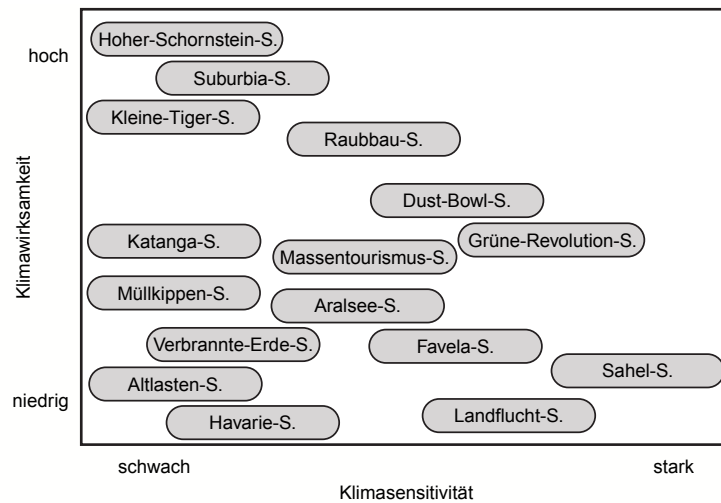 hoch
Hoher-Schornstein-S.
Suburbia-S.
Kleine-Tiger-S.
Raubbau-S.
Dust-Bowl-S.
Katanga-S.
Grüne-Revolution-S.
Massentourismus-S.
Müllkippen-S.
Aralsee-S.
Verbrannte-Erde-S.
Favela-S.
Sahel-S.
Altlasten-S.
niedrig
Havarie-S.
Landflucht-S.
Klimawirksamkeit
schwach
stark
Klimasensitivität